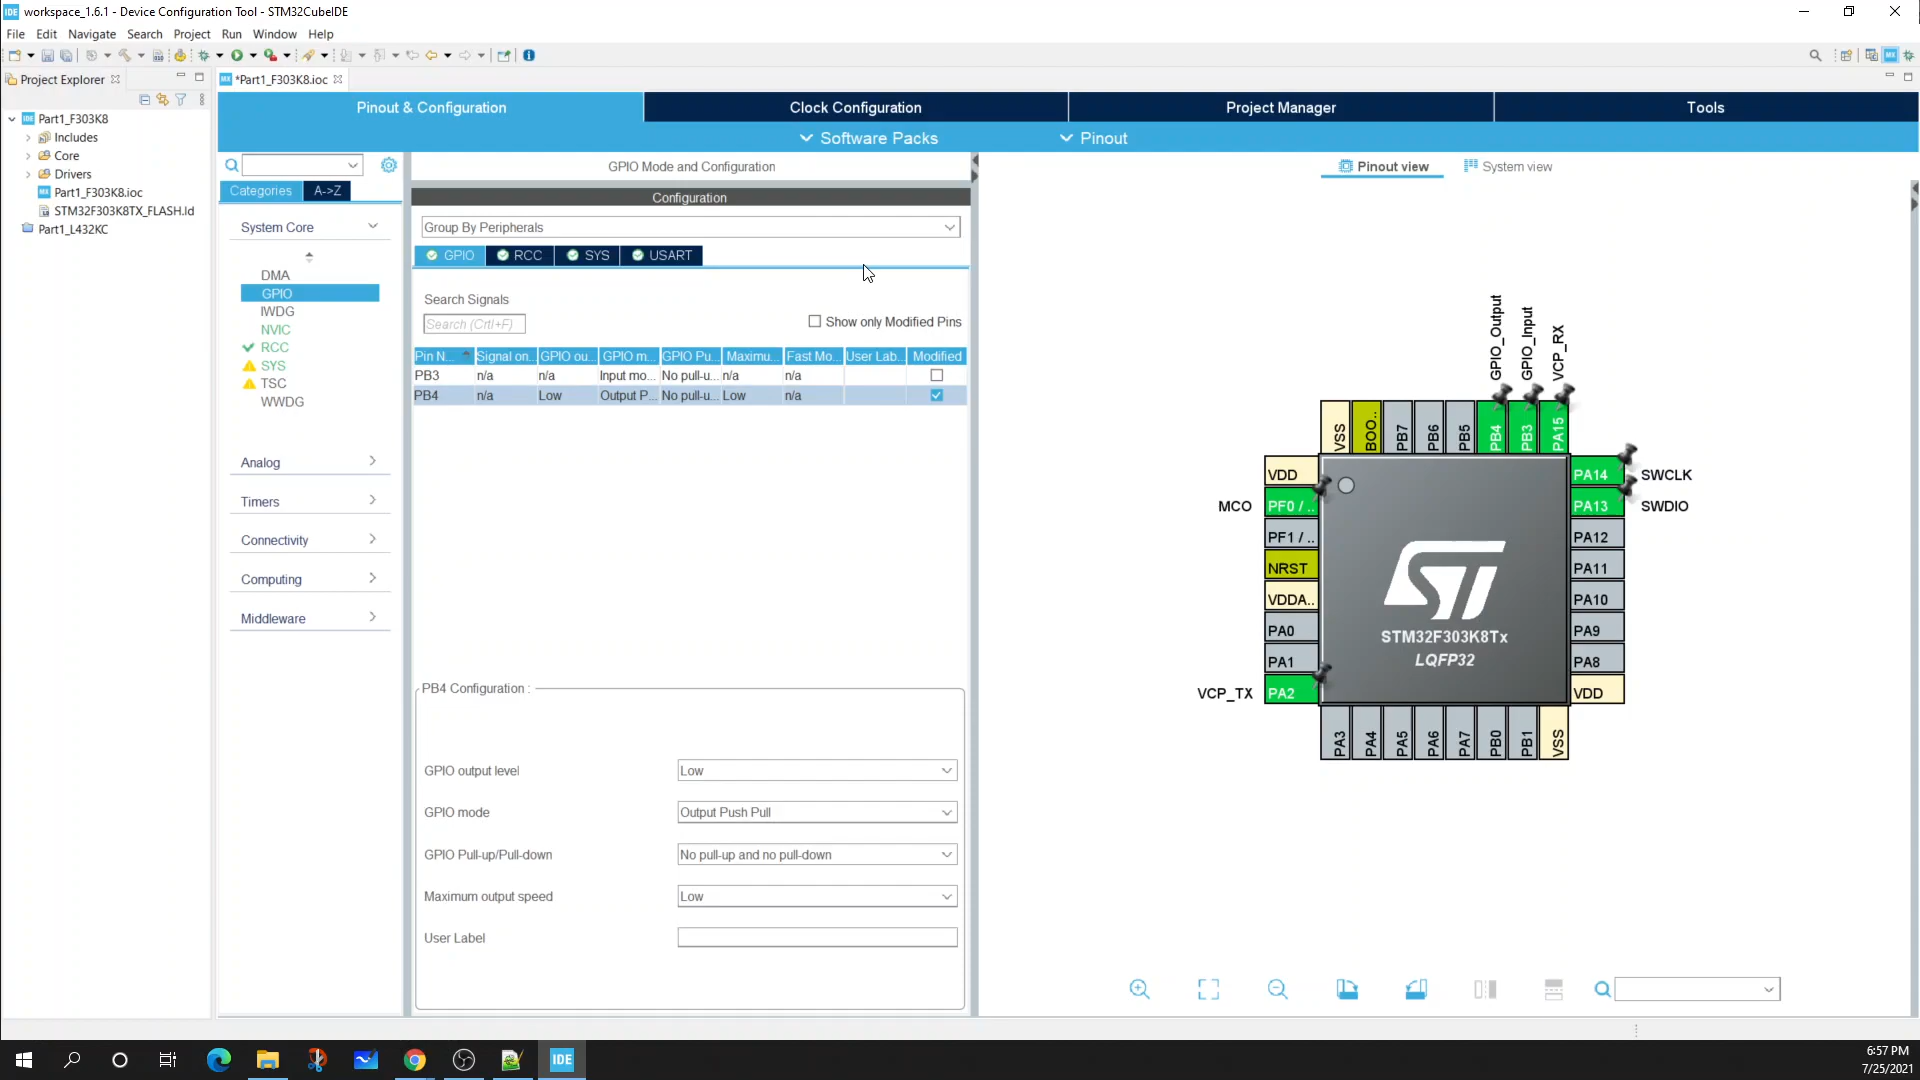 IDE workspace_1.6.1 - Device Configuration Tool - STM32CubeIDE
File Edit Navigate Search Project Run Window Help
Project Explorer
MX *Part1_F303K8.ioc
IDE Part1_F303K8
Includes
Core
Drivers
MX Part1_F303K8.ioc
STM32F303K8TX_FLASH.ld
Part1_L432KC
Pinout & Configuration
Clock Configuration
Project Manager
Tools
Software Packs
Pinout
Categories
A->Z
System Core
DMA
GPIO
IWDG
NVIC
RCC
SYS
TSC
WWDG
Analog
Timers
Connectivity
Computing
Middleware
GPIO Mode and Configuration
Configuration
Group By Peripherals
GPIO RCC SYS USART
Search Signals
Search (Crtl+F)
Show only Modified Pins
Pin N... Signal on... GPIO ou... GPIO m... GPIO Pu... Maximu... Fast Mo... User Lab... Modified
PB3 n/a n/a Input mo... No pull-u... n/a n/a
PB4 n/a Low Output P... No pull-u... Low n/a
PB4 Configuration :
GPIO output level Low
GPIO mode Output Push Pull
GPIO Pull-up/Pull-down No pull-up and no pull-down
Maximum output speed Low
User Label
Pinout view
System view
GPIO_Output
GPIO_Input
VCP_RX
VSS
BOO..
PB7
PB6
PB5
PB4
PB3
PA15
VDD
MCO PF0 / ..
PF1 / ..
NRST
VDDA..
PA0
PA1
VCP_TX PA2
ST
STM32F303K8Tx
LQFP32
PA14 SWCLK
PA13 SWDIO
PA12
PA11
PA10
PA9
PA8
VDD
PA3
PA4
PA5
PA6
PA7
PB0
PB1
VSS
IDE
6:57 PM
7/25/2021